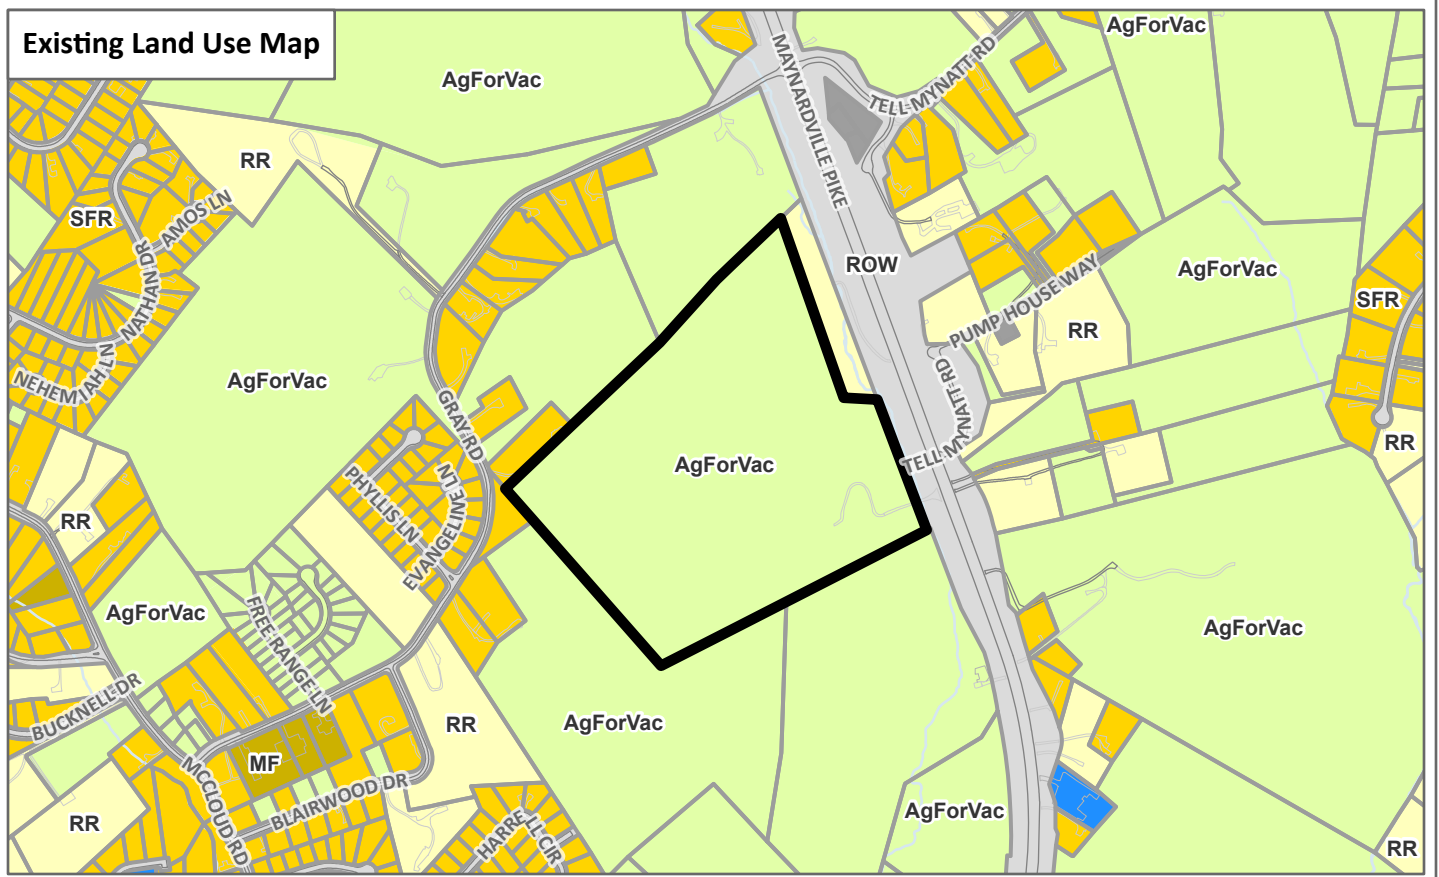 Existing Land Use Map
AgForVac
AgForVac
MAYNARDVILLE PIKE
TELL MYNATT RD
RR
SFR
AMOS LN
NATHAN DR
NEHEMIAH LN
ROW
AgForVac
PUMP HOUSE WAY
SFR
RR
AgForVac
GRAY RD
TELL MYNATT RD
RR
AgForVac
PHYLLIS LN
EVANGELINE LN
RR
AgForVac
FREE RANGE LN
AgForVac
BUCKNELL DR
RR
AgForVac
MF
MCCLOUD RD
BLAIRWOOD DR
RR
HARRELL CIR
AgForVac
RR